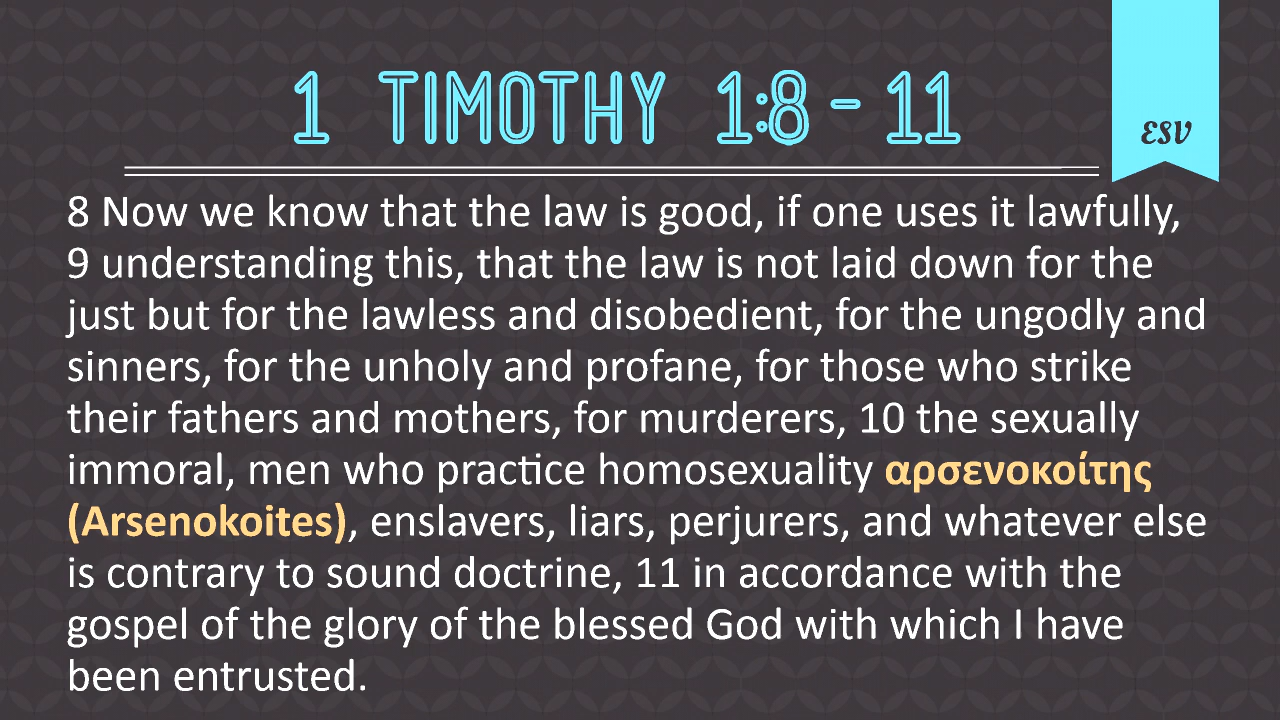 1 TIMOTHY 1:8 - 11
ESV
8 Now we know that the law is good, if one uses it lawfully,
9 understanding this, that the law is not laid down for the
just but for the lawless and disobedient, for the ungodly and
sinners, for the unholy and profane, for those who strike
their fathers and mothers, for murderers, 10 the sexually
immoral, men who practice homosexuality αρσενοκοίτης
(Arsenokoites), enslavers, liars, perjurers, and whatever else
is contrary to sound doctrine, 11 in accordance with the
gospel of the glory of the blessed God with which I have
been entrusted.